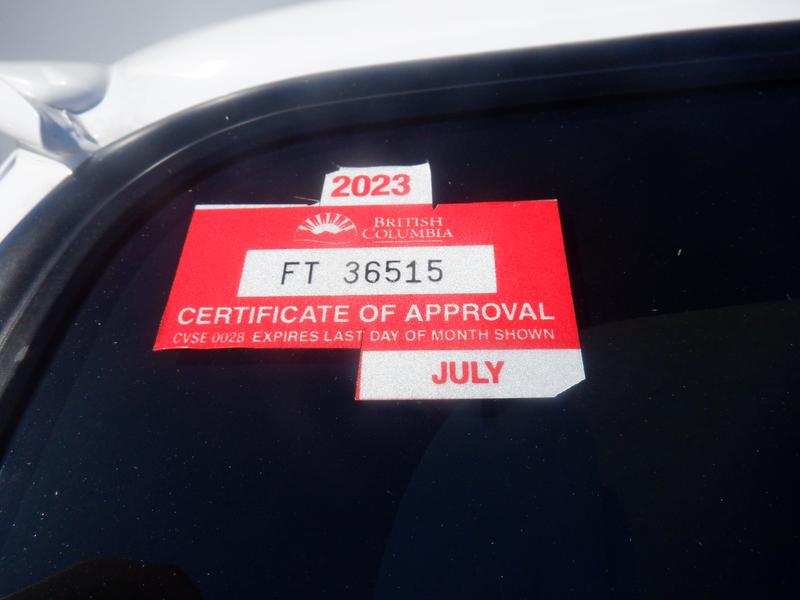 2023
BRITISH
COLUMBIA
FT 36515
CERTIFICATE OF APPROVAL
CVSE 0028 EXPIRES LAST DAY OF MONTH SHOWN
JULY